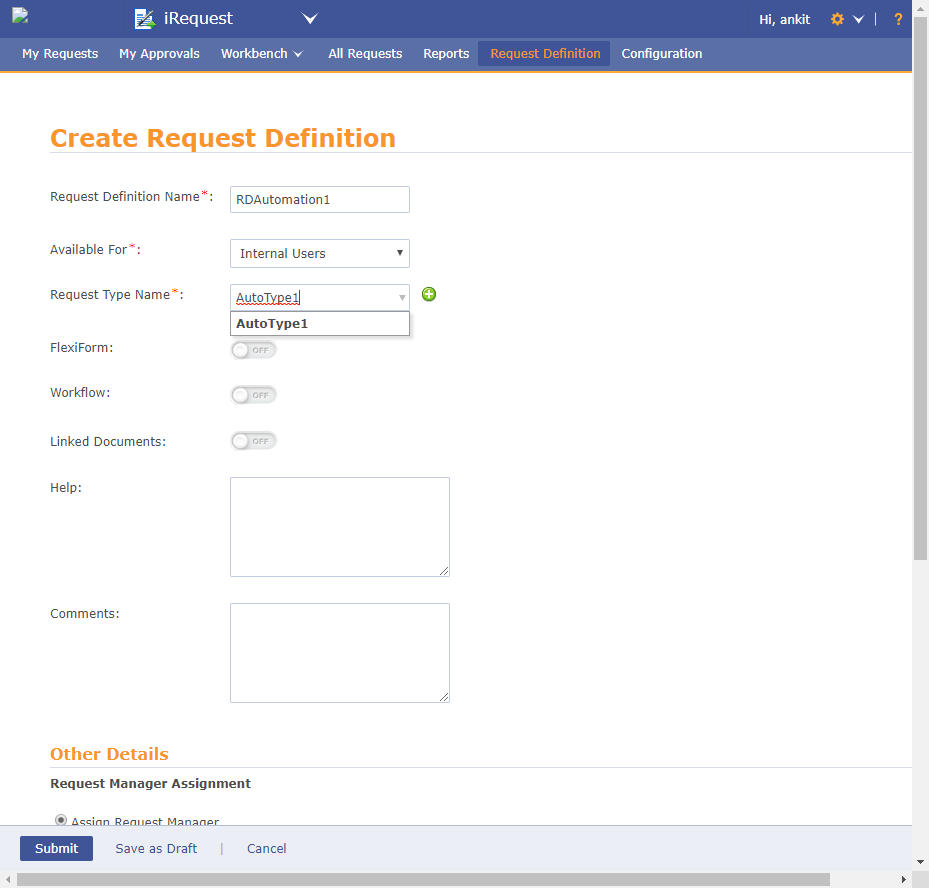 iRequest
Hi, ankit
|
?
My Requests
My Approvals
Workbench
All Requests
Reports
Request Definition
Configuration
Create Request Definition
Request Definition Name*:
RDAutomation1
Available For*:
Internal Users
Request Type Name*:
AutoType1
AutoType1
FlexiForm:
OFF
Workflow:
OFF
Linked Documents:
OFF
Help:
Comments:
Other Details
Request Manager Assignment
Assign Request Manager
Submit
Save as Draft
|
Cancel